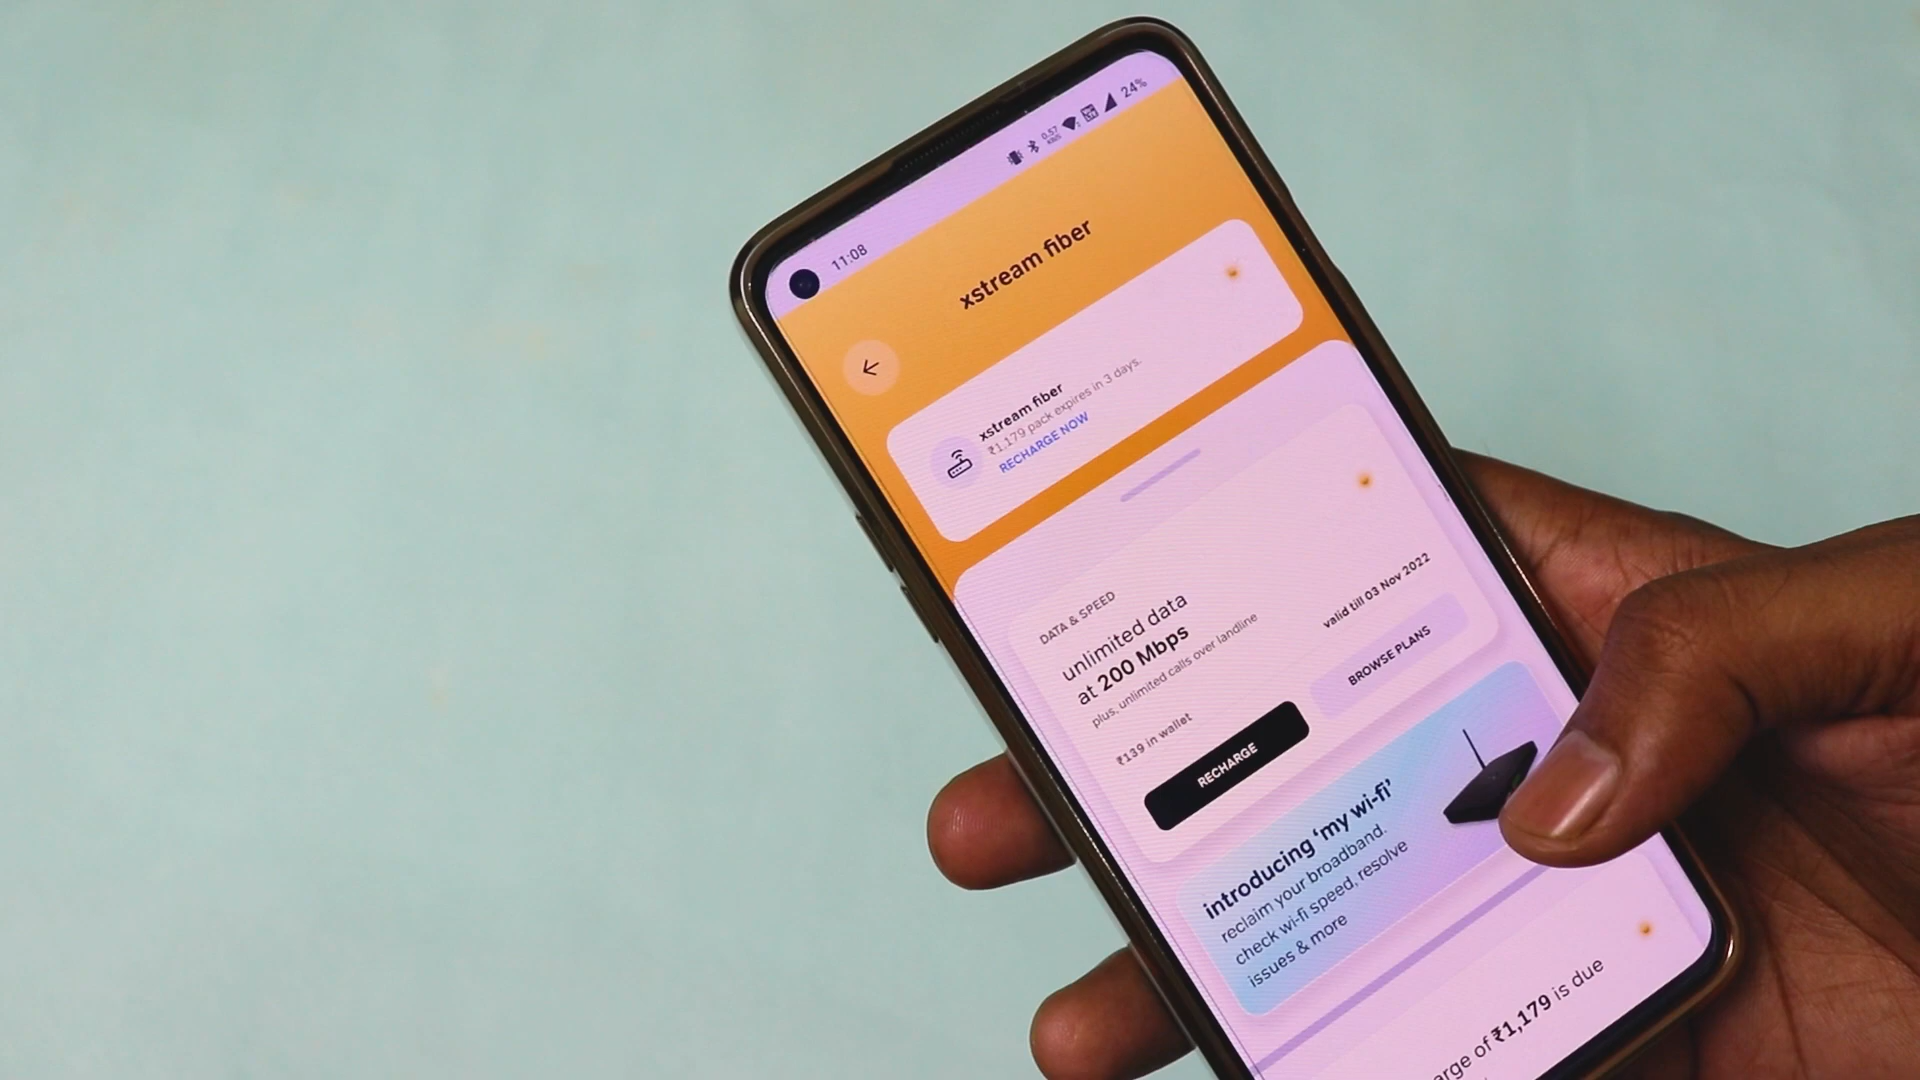 11:08
0.57
KB/S
24%
xstream fiber
xstream fiber
₹1,179 pack expires in 3 days.
RECHARGE NOW
DATA & SPEED
unlimited data
at 200 Mbps
plus, unlimited calls over landline
valid till 03 Nov 2022
₹139 in wallet
RECHARGE
BROWSE PLANS
introducing ‘my wi-fi’
reclaim your broadband.
check wi-fi speed, resolve
issues & more
arge of ₹1,179 is due